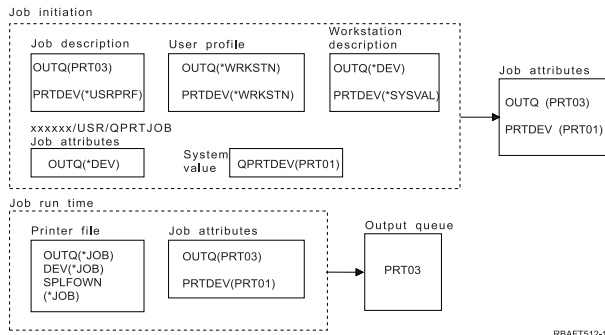 Job initiation
Job description
OUTQ(PRT03)
PRTDEV(*USRPRF)
User profile
OUTQ(*WRKSTN)
PRTDEV(*WRKSTN)
Workstation
description
OUTQ(*DEV)
PRTDEV(*SYSVAL)
Job attributes
OUTQ (PRT03)
PRTDEV (PRT01)
xxxxxx/USR/QPRTJOB
Job attributes
OUTQ(*DEV)
System
value
QPRTDEV(PRT01)
Job run time
Printer file
OUTQ(*JOB)
DEV(*JOB)
SPLFOWN
(*JOB)
Job attributes
OUTQ(PRT03)
PRTDEV(PRT01)
Output queue
PRT03